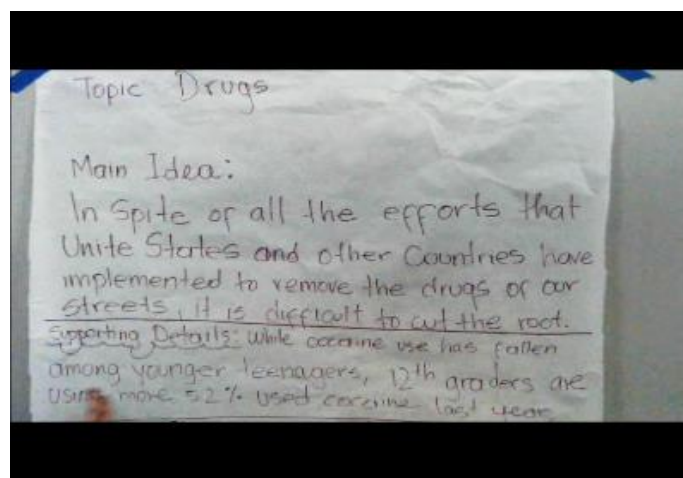 Topic Drugs
Main Idea:
In Spite of all the efforts that
Unite States and other Countries have
implemented to remove the drugs of our
streets, it is difficult to cut the root.
Supporting Details: While cocaine use has fallen
among younger teenagers, 12th graders are
using more 52% used cocaine last year